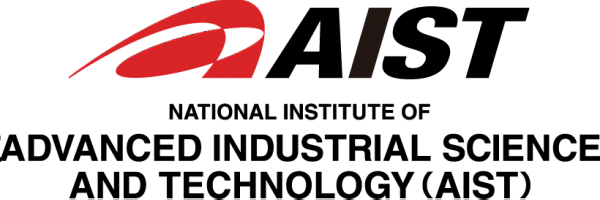 AIST
NATIONAL INSTITUTE OF
ADVANCED INDUSTRIAL SCIENCE
AND TECHNOLOGY (AIST)